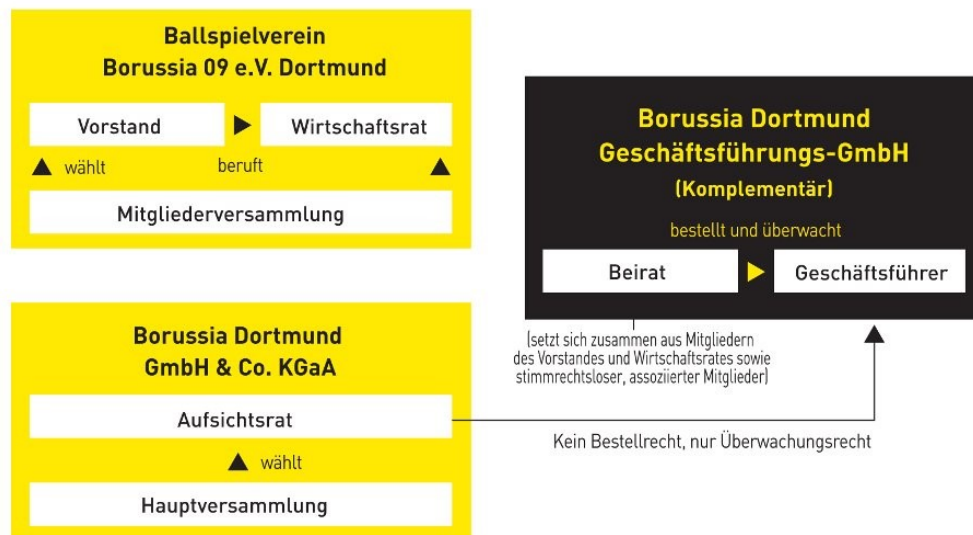 Ballspielverein
Borussia 09 e.V. Dortmund
Vorstand
Wirtschaftsrat
wählt
beruft
Mitgliederversammlung
Borussia Dortmund
Geschäftsführungs-GmbH
(Komplementär)
bestellt und überwacht
Beirat
Geschäftsführer
(setzt sich zusammen aus Mitgliedern
des Vorstandes und Wirtschaftsrates sowie
stimmrechtsloser, assoziierter Mitglieder)
Borussia Dortmund
GmbH & Co. KGaA
Aufsichtsrat
Kein Bestellrecht, nur Überwachungsrecht
wählt
Hauptversammlung